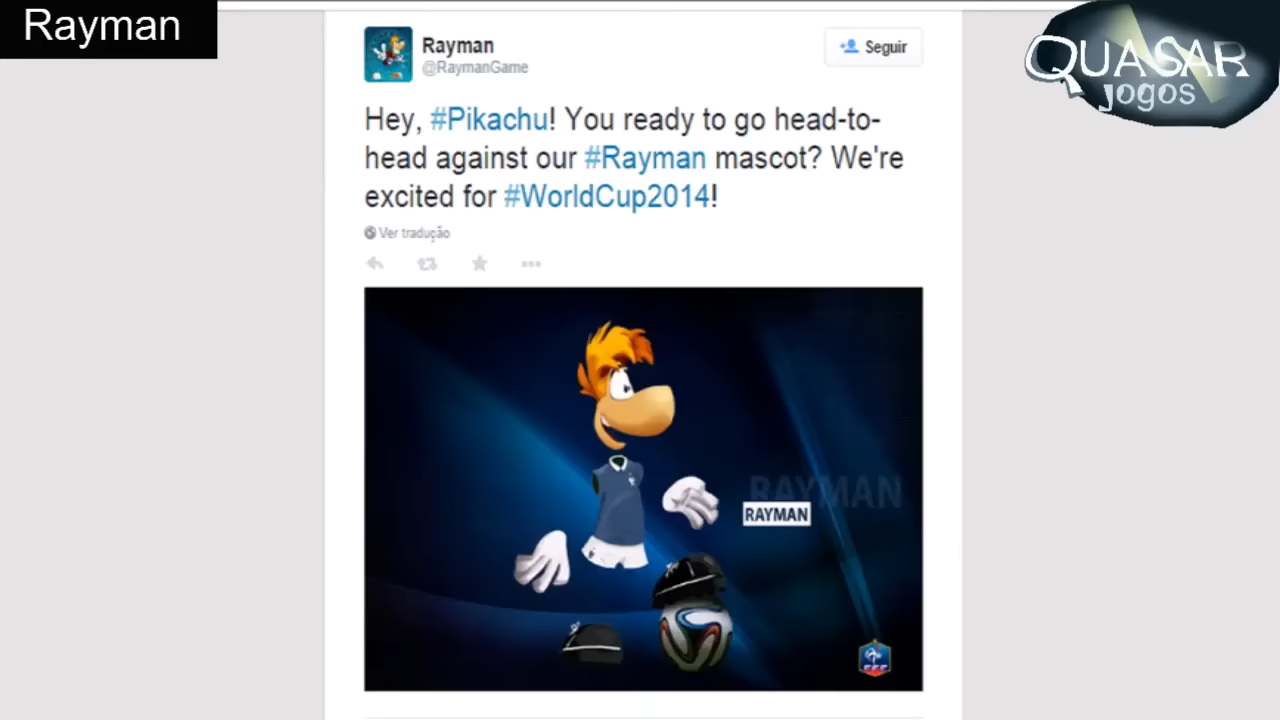 Rayman
QUASAR
jogos
Rayman
@RaymanGame
Seguir
Hey, #Pikachu! You ready to go head-to-
head against our #Rayman mascot? We're
excited for #WorldCup2014!
Ver tradução
RAYMAN
RAYMAN